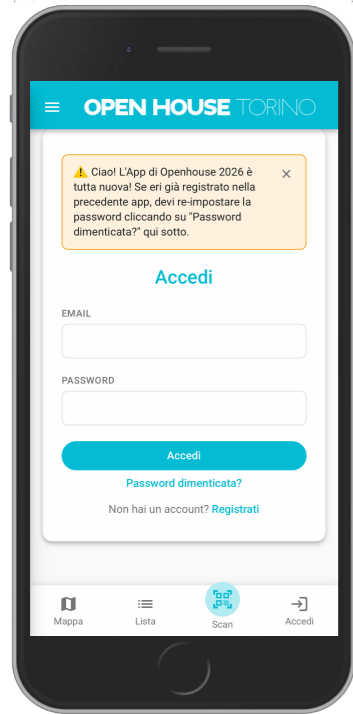 OPEN HOUSE TORINO
⚠️ Ciao! L'App di Openhouse 2026 è
tutta nuova! Se eri già registrato nella
precedente app, devi re-impostare la
password cliccando su "Password
dimenticata?" qui sotto.
Accedi
EMAIL
PASSWORD
Accedi
Password dimenticata?
Non hai un account? Registrati
Mappa
Lista
Scan
Accedi